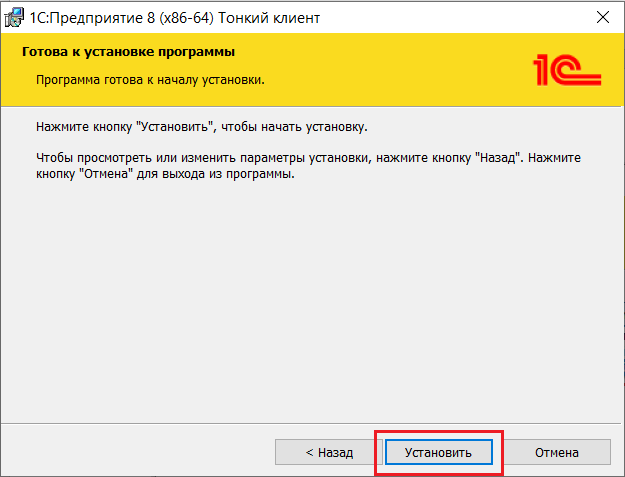 1С:Предприятие 8 (x86-64) Тонкий клиент
Готова к установке программы
Программа готова к началу установки.
1С
Нажмите кнопку "Установить", чтобы начать установку.
Чтобы просмотреть или изменить параметры установки, нажмите кнопку "Назад". Нажмите
кнопку "Отмена" для выхода из программы.
< Назад
Установить
Отмена